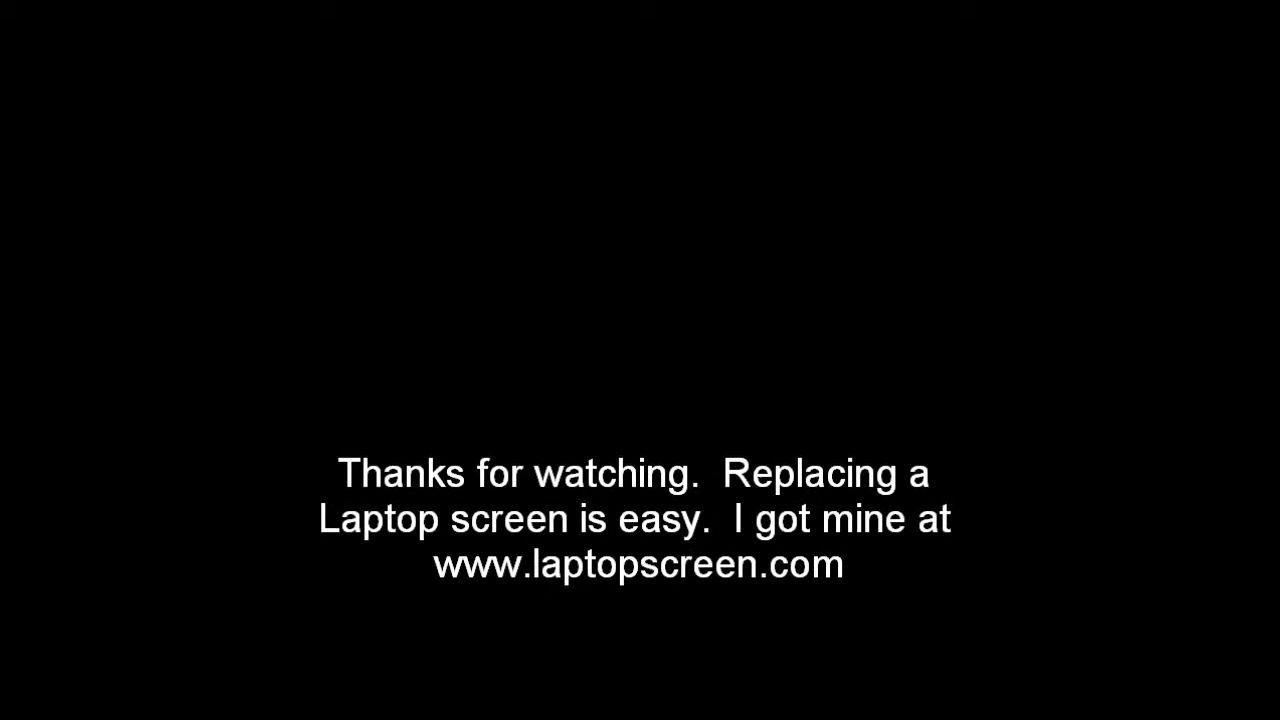 Thanks for watching.  Replacing a
Laptop screen is easy.  I got mine at
www.laptopscreen.com